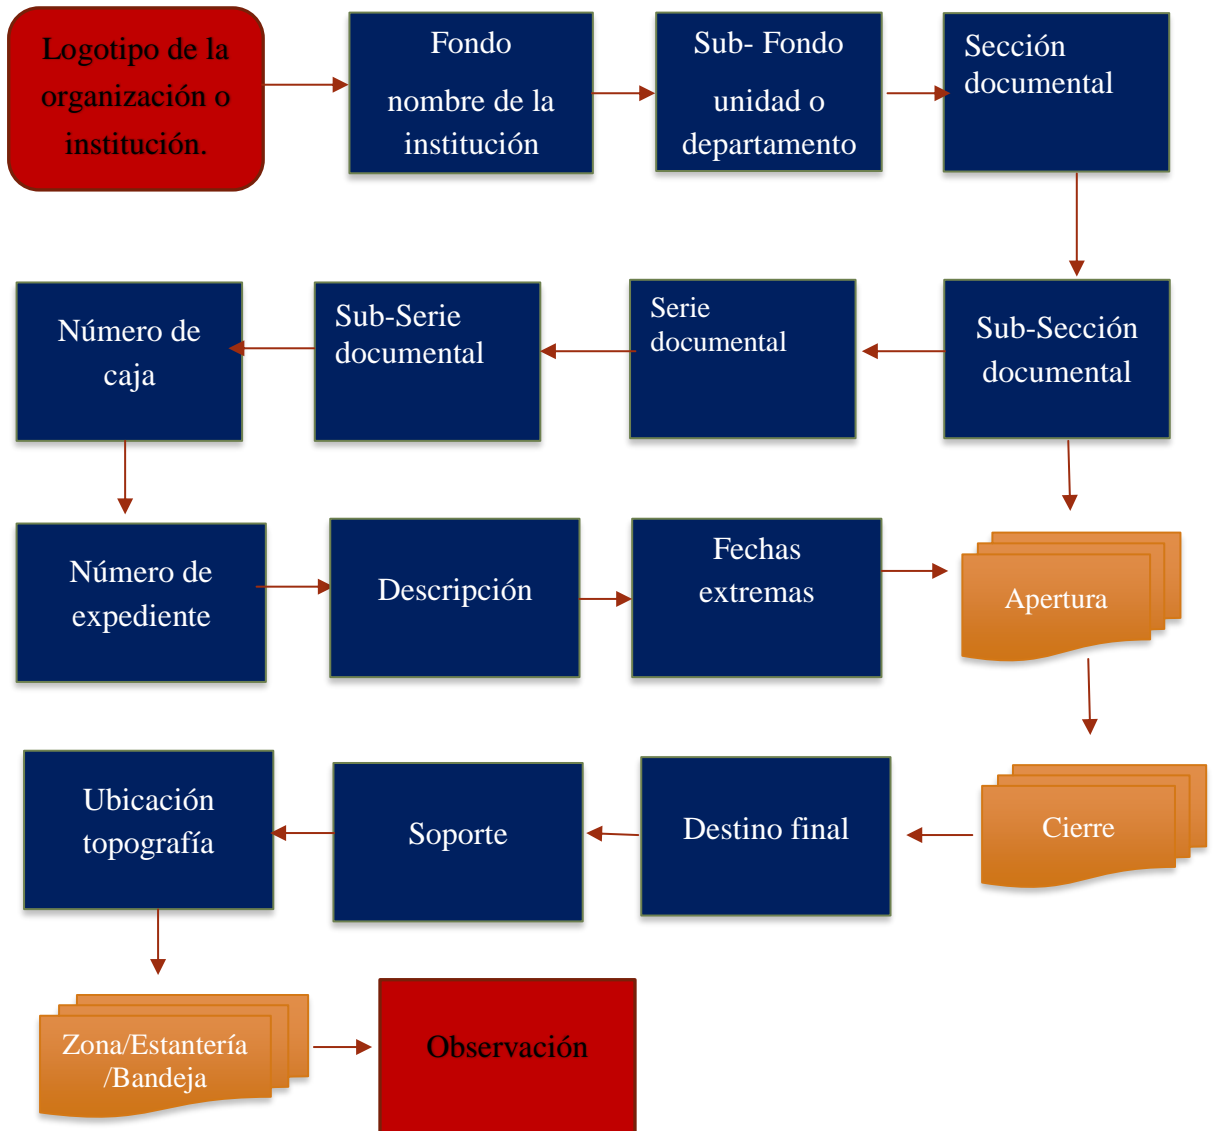 Logotipo de la
organización o
institución.
Fondo
nombre de la
institución
Sub- Fondo
unidad o
departamento
Sección
documental
Sub-Sección
documental
Serie
documental
Sub-Serie
documental
Número de
caja
Número de
expediente
Descripción
Fechas
extremas
Apertura
Cierre
Destino final
Soporte
Ubicación
topografía
Zona/Estantería
/Bandeja
Observación